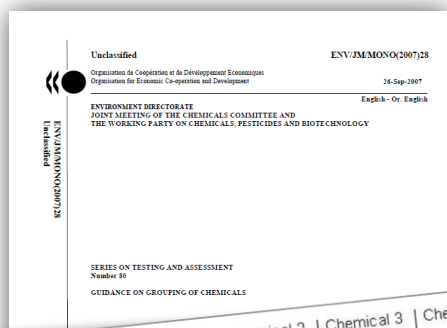 Unclassified ENV/JM/MONO(2007)28
Organisation de Coopération et de Développement Economiques
Organisation for Economic Co-operation and Development 26-Sep-2007
English - Or. English
ENVIRONMENT DIRECTORATE
JOINT MEETING OF THE CHEMICALS COMMITTEE AND
THE WORKING PARTY ON CHEMICALS, PESTICIDES AND BIOTECHNOLOGY
ENV/JM/MONO(2007)28
Unclassified
SERIES ON TESTING AND ASSESSMENT
Number 80
GUIDANCE ON GROUPING OF CHEMICALS
2 | Chemical 3 |